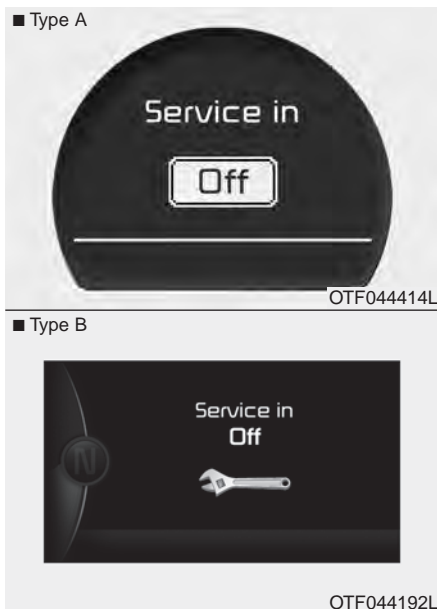 ■ Type A
Service in
Off
OTF044414L
■ Type B
Service in
Off
N
OTF044192L